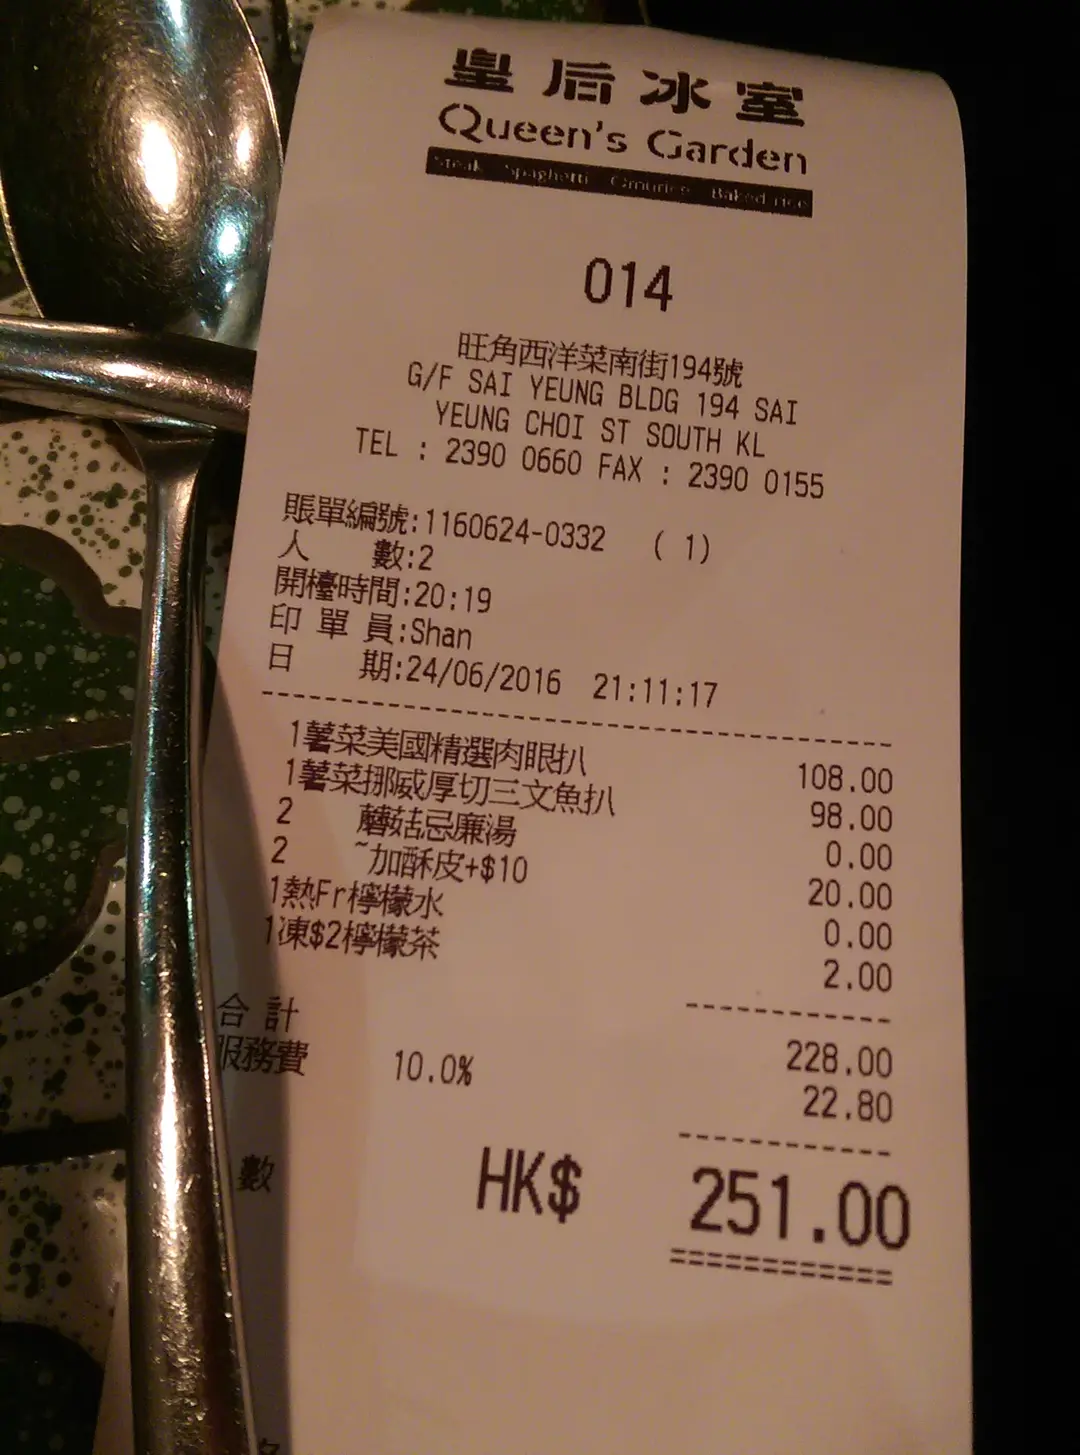 皇后冰室
Queen's Garden
Steak Spaghetti Omurice Baked rice
014
旺角西洋菜南街194號
G/F SAI YEUNG BLDG 194 SAI
YEUNG CHOI ST SOUTH KL
TEL : 2390 0660 FAX : 2390 0155
賬單編號:1160624-0332 ( 1)
人 數:2
開檯時間:20:19
印 單 員:Shan
日 期:24/06/2016 21:11:17
1薯菜美國精選肉眼扒 108.00
1薯菜挪威厚切三文魚扒 98.00
2 蘑菇忌廉湯 0.00
2 ~加酥皮+$10 20.00
1熱Fr檸檬水 0.00
1凍$2檸檬茶 2.00
合 計 228.00
服務費 10.0% 22.80
數 HK$ 251.00